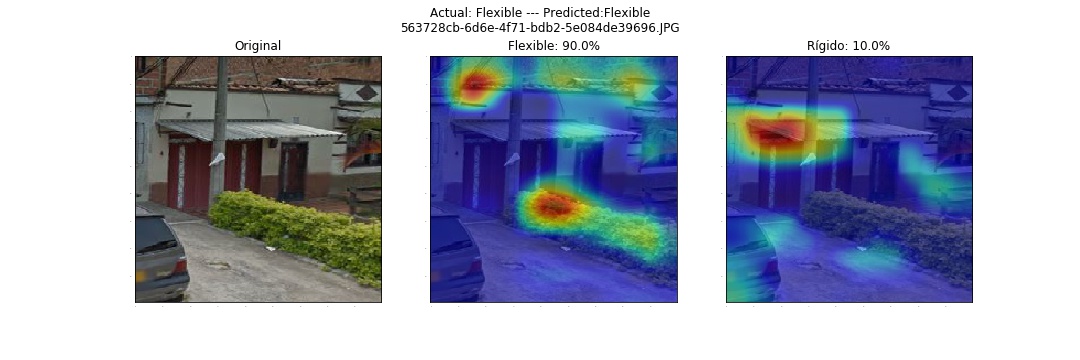 Actual: Flexible --- Predicted:Flexible
563728cb-6d6e-4f71-bdb2-5e084de39696.JPG
Original
Flexible: 90.0%
Rígido: 10.0%